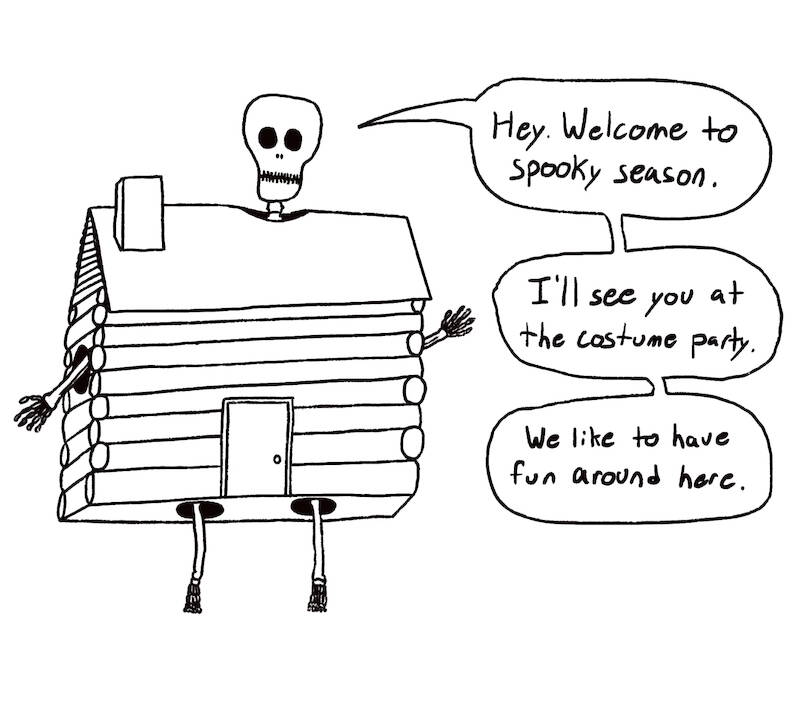 Hey. Welcome to
spooky season.
I'll see you at
the costume party.
We like to have
fun around here.